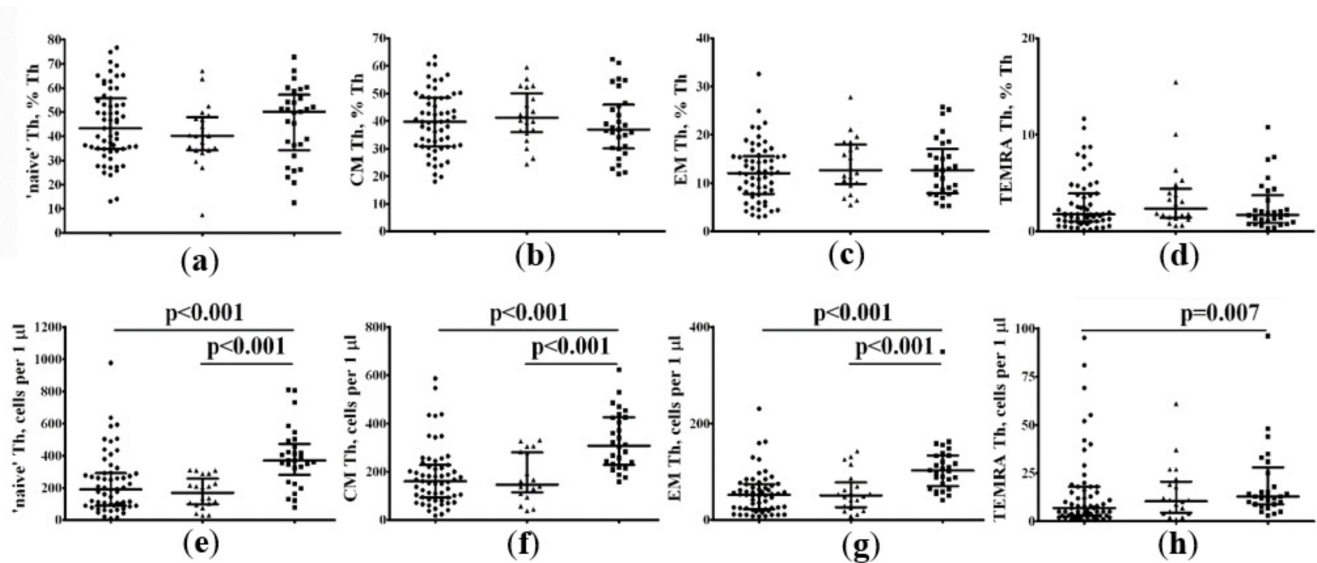 'naive' Th, % Th
80
70
60
50
40
30
20
10
0
(a)
CM Th, % Th
70
60
50
40
30
20
10
0
(b)
EM Th, % Th
40
30
20
10
0
(c)
TEMRA Th, % Th
20
10
0
(d)
'naive' Th, cells per 1 µl
1200
1000
800
600
400
200
0
p<0.001
p<0.001
(e)
CM Th, cells per 1 µl
800
600
400
200
0
p<0.001
p<0.001
(f)
EM Th, cells per 1 µl
400
200
0
p<0.001
p<0.001
(g)
TEMRA Th, cells per 1 µl
100
75
50
25
0
p=0.007
(h)